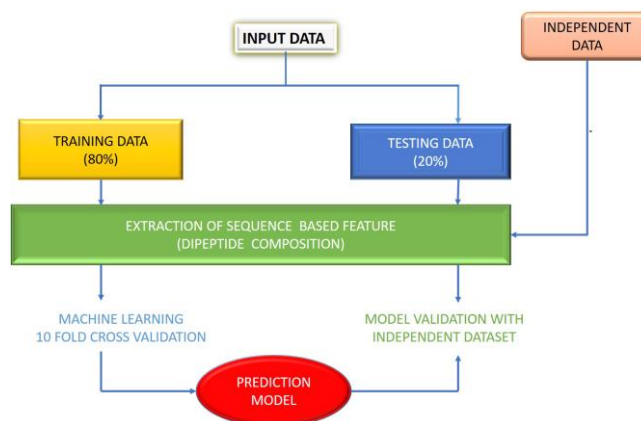 INPUT DATA
INDEPENDENT
DATA
TRAINING DATA
(80%)
TESTING DATA
(20%)
EXTRACTION OF SEQUENCE BASED FEATURE
(DIPEPTIDE COMPOSITION)
MACHINE LEARNING
10 FOLD CROSS VALIDATION
MODEL VALIDATION WITH
INDEPENDENT DATASET
PREDICTION
MODEL